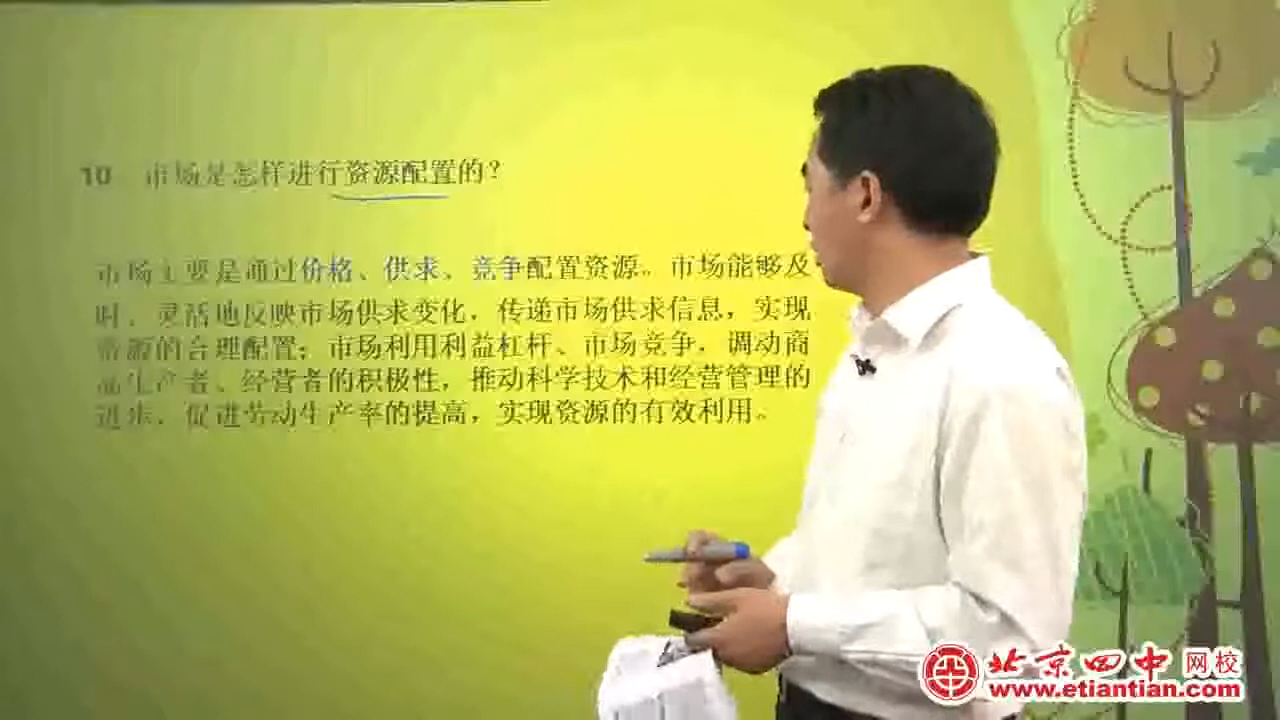 10 市场是怎样进行资源配置的？
市场主要是通过价格、供求、竞争配置资源。市场能够及
时、灵活地反映市场供求变化，传递市场供求信息，实现
资源的合理配置；市场利用利益杠杆、市场竞争，调动商
品生产者、经营者的积极性，推动科学技术和经营管理的
进步，促进劳动生产率的提高，实现资源的有效利用。
北京四中网校
www.etiantian.com